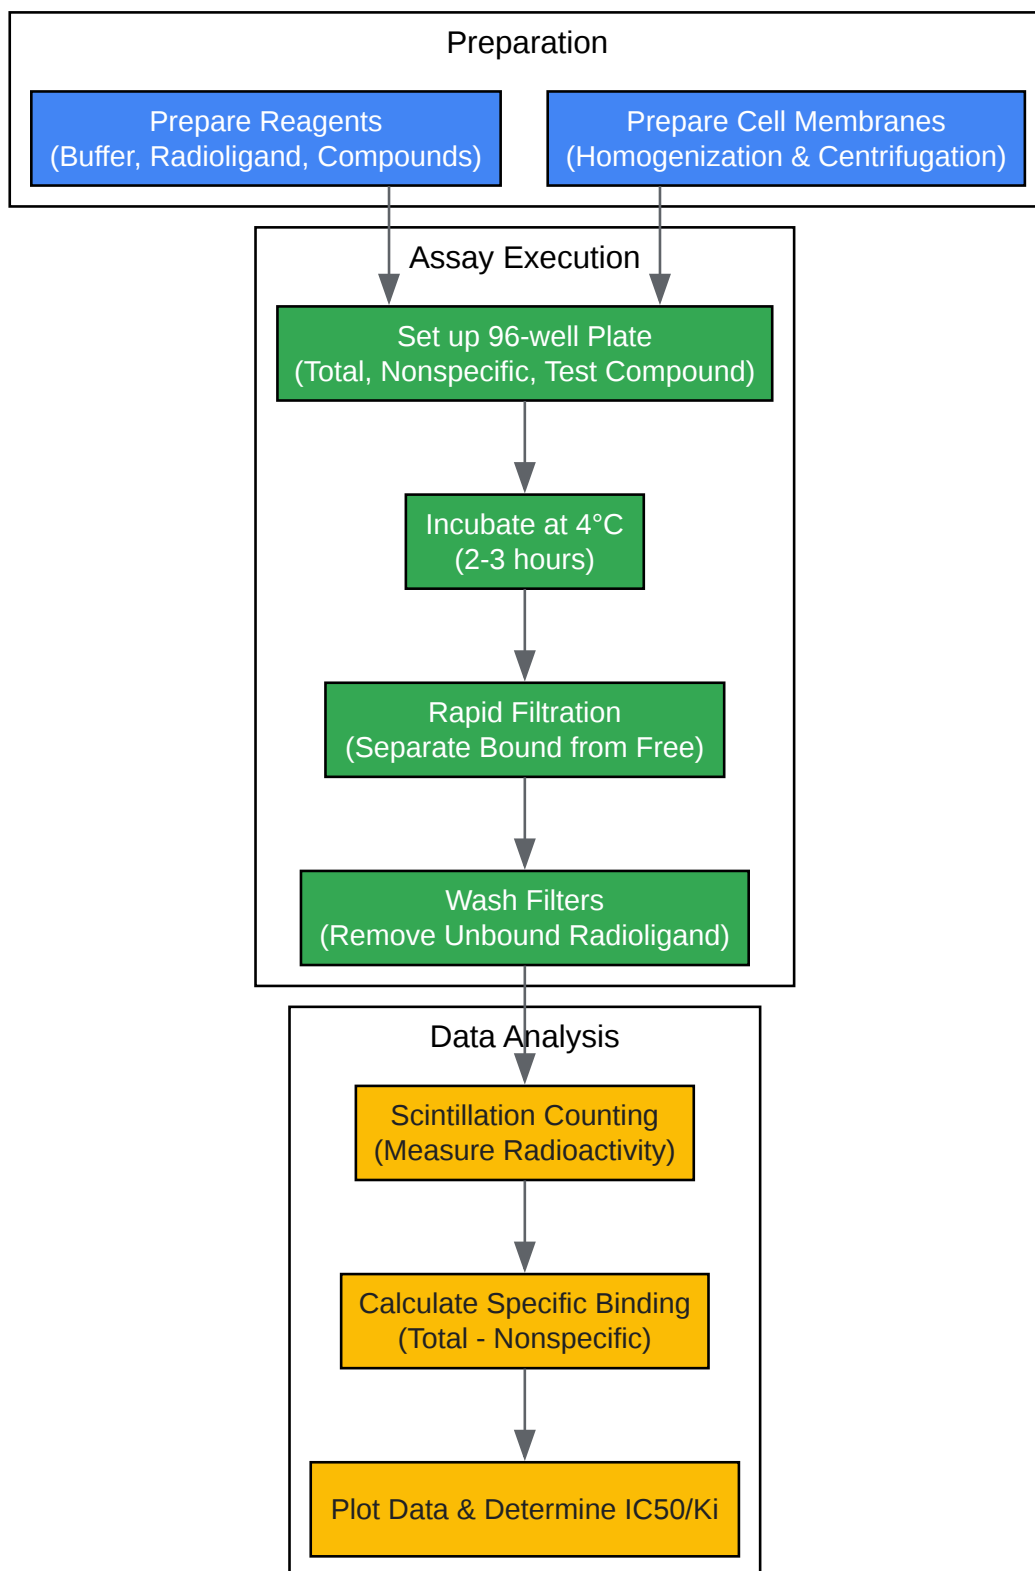 Preparation
Prepare Reagents
(Buffer, Radioligand, Compounds)
Prepare Cell Membranes
(Homogenization & Centrifugation)
Assay Execution
Set up 96-well Plate
(Total, Nonspecific, Test Compound)
Incubate at 4°C
(2-3 hours)
Rapid Filtration
(Separate Bound from Free)
Wash Filters
(Remove Unbound Radioligand)
Data Analysis
Scintillation Counting
(Measure Radioactivity)
Calculate Specific Binding
(Total - Nonspecific)
Plot Data & Determine IC50/Ki